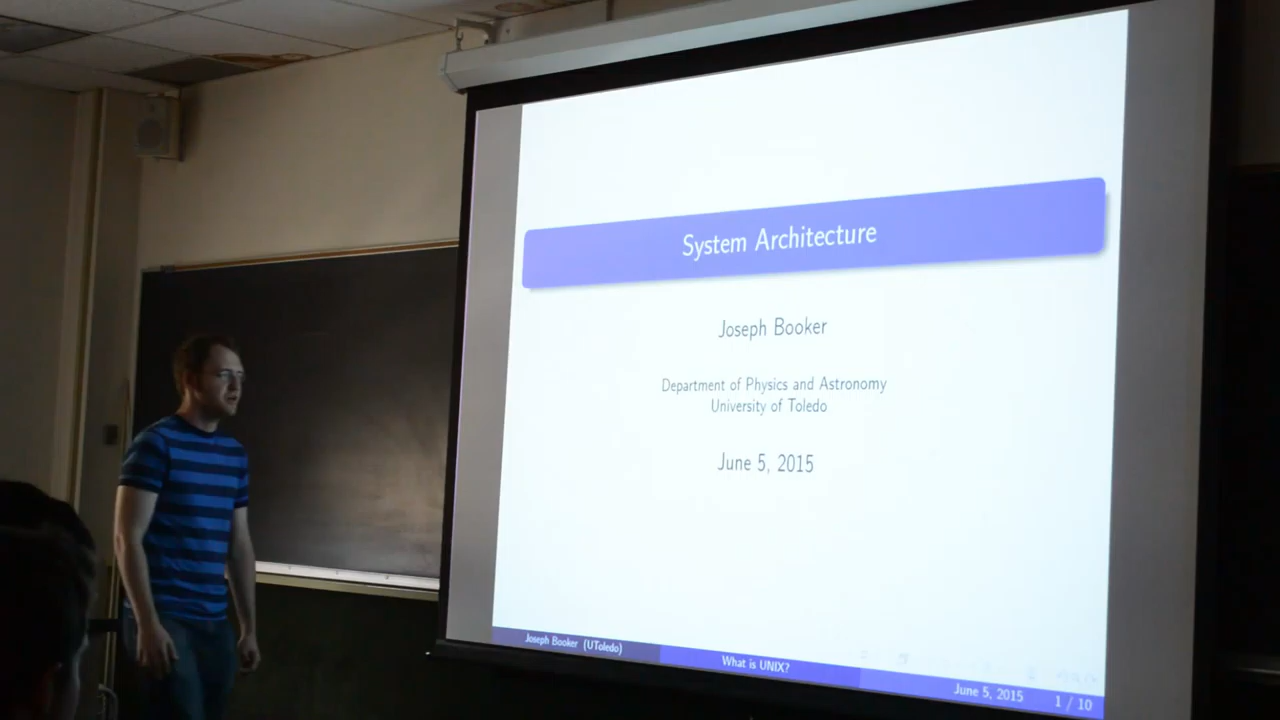 System Architecture
Joseph Booker
Department of Physics and Astronomy
University of Toledo
June 5, 2015
Joseph Booker (UToledo)
What is UNIX?
June 5, 2015
1 / 10